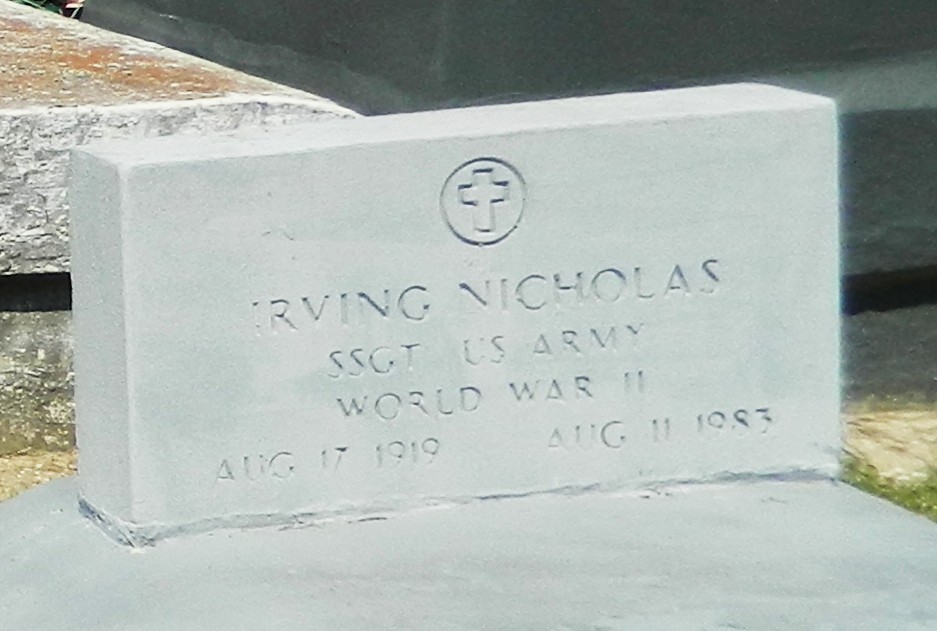 IRVING NICHOLAS
SSGT US ARMY
WORLD WAR II
AUG 17 1919 AUG 11 1983